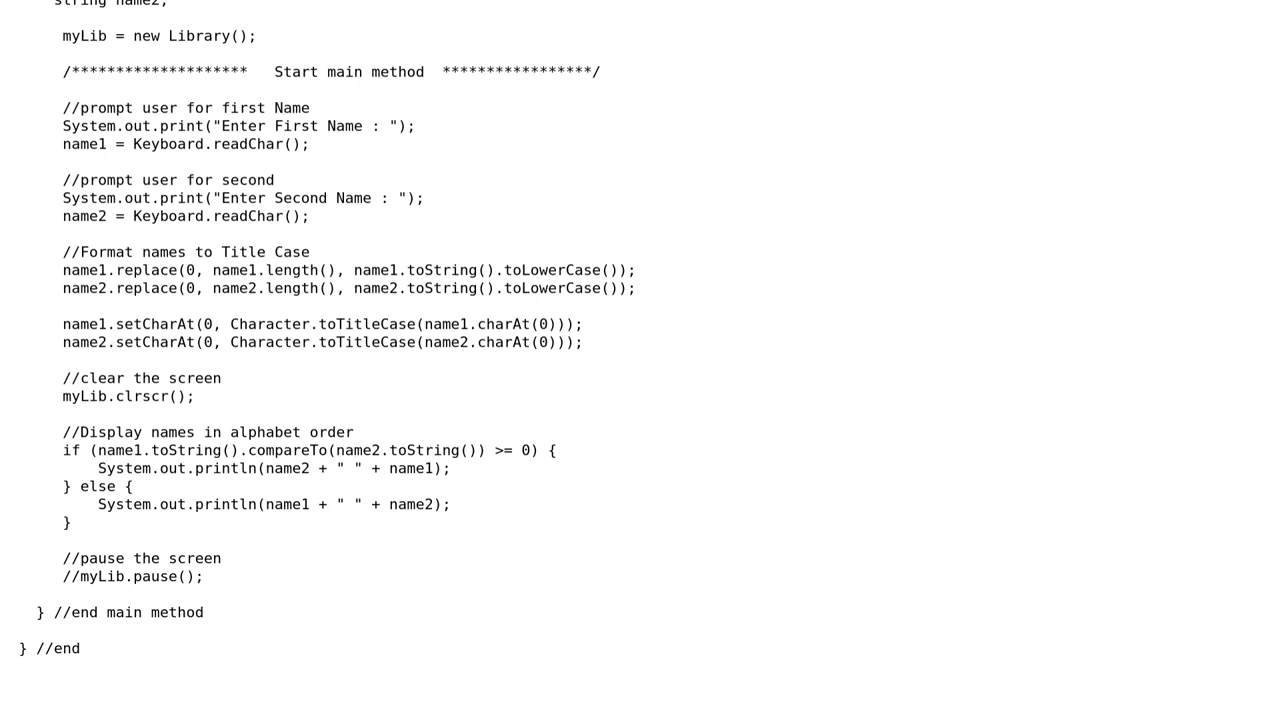 string name2;
myLib = new Library();
/********************   Start main method  *****************/
//prompt user for first Name
System.out.print("Enter First Name : ");
name1 = Keyboard.readChar();
//prompt user for second
System.out.print("Enter Second Name : ");
name2 = Keyboard.readChar();
//Format names to Title Case
name1.replace(0, name1.length(), name1.toString().toLowerCase());
name2.replace(0, name2.length(), name2.toString().toLowerCase());
name1.setCharAt(0, Character.toTitleCase(name1.charAt(0)));
name2.setCharAt(0, Character.toTitleCase(name2.charAt(0)));
//clear the screen
myLib.clrscr();
//Display names in alphabet order
if (name1.toString().compareTo(name2.toString()) >= 0) {
System.out.println(name2 + " " + name1);
} else {
System.out.println(name1 + " " + name2);
}
//pause the screen
//myLib.pause();
} //end main method
} //end